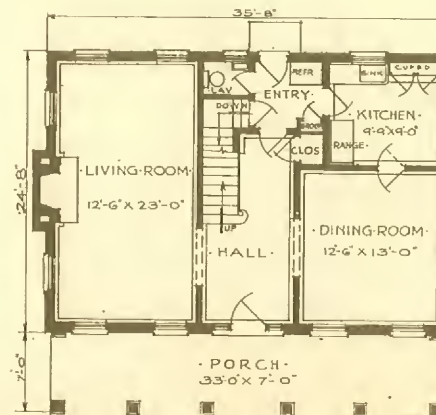 35'-8"
LAV.
REFR.
ENTRY
SINK
CUPBD
DOWN
KITCHEN
9'-9"X9'-0"
BROOM
RANGE
CLOS
LIVING·ROOM
12'-6" X 23'-0"
24'-8"
UP
HALL
DINING·ROOM
12'-6" X 13'-0"
PORCH
33'0" X 7'-0"
7'-0"